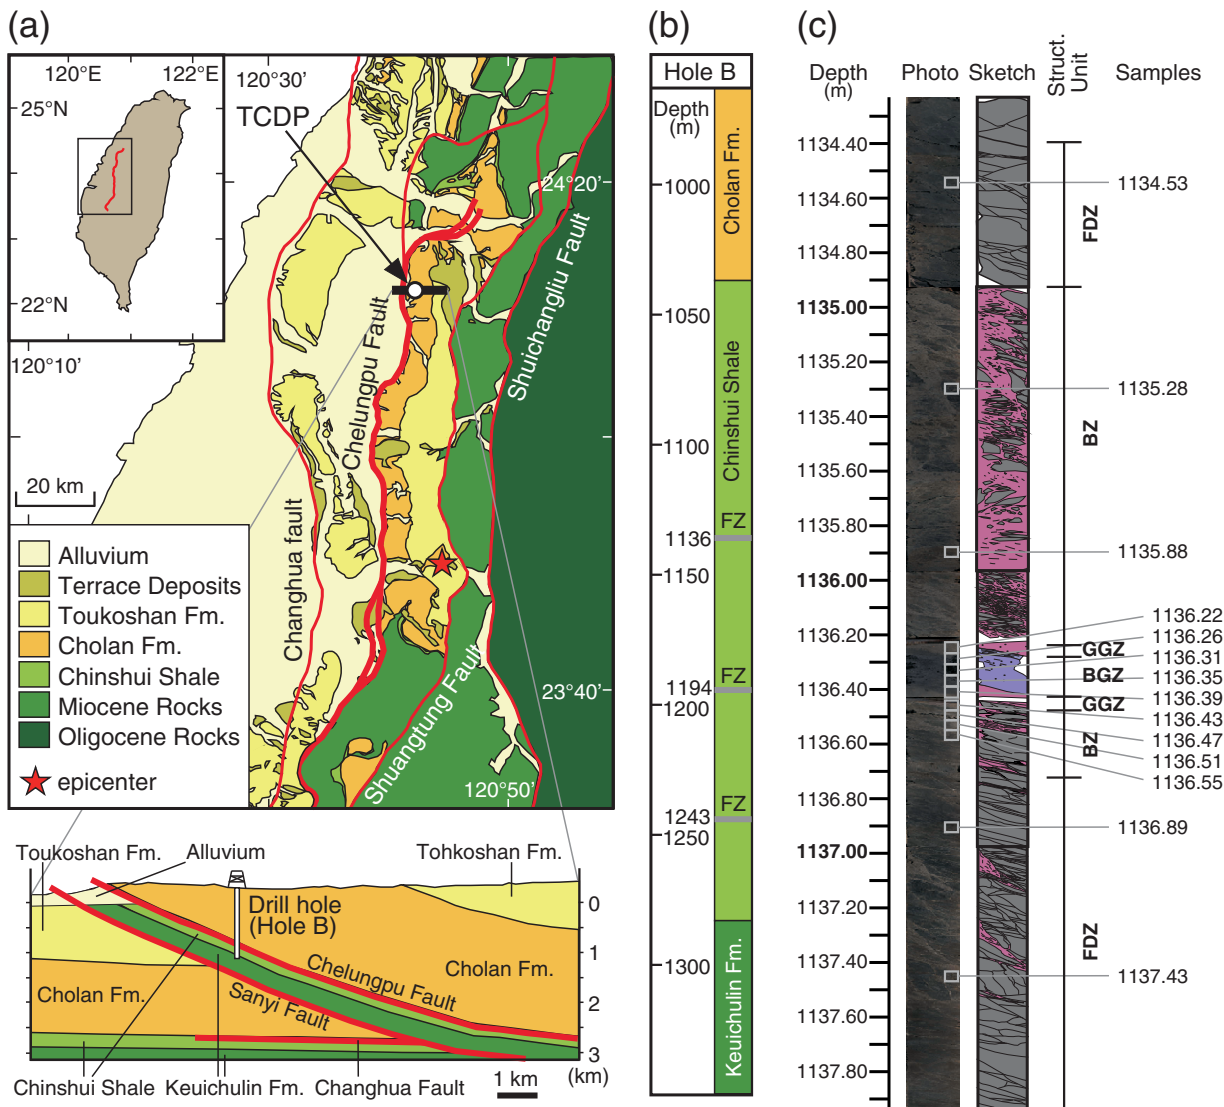 (a)
120°E
122°E
25°N
22°N
120°30'
TCDP
24°20'
120°10'
Chelungpu Fault
Shuichangliu Fault
Changhua fault
Shuangtung Fault
23°40'
120°50'
20 km
Alluvium
Terrace Deposits
Toukoshan Fm.
Cholan Fm.
Chinshui Shale
Miocene Rocks
Oligocene Rocks
epicenter
Toukoshan Fm.
Alluvium
Tohkoshan Fm.
Drill hole
(Hole B)
Chelungpu Fault
Sanyi Fault
Cholan Fm.
Cholan Fm.
0
1
2
3
(km)
Chinshui Shale
Keuichulin Fm.
Changhua Fault
1 km
(b)
Hole B
Depth
(m)
1000
1050
1100
1136
1150
1194
1200
1243
1250
1300
Cholan Fm.
Chinshui Shale
FZ
FZ
FZ
Keuichulin Fm.
(c)
Depth
(m)
Photo
Sketch
Struct.
Unit
Samples
1134.40
1134.60
1134.80
1135.00
1135.20
1135.40
1135.60
1135.80
1136.00
1136.20
1136.40
1136.60
1136.80
1137.00
1137.20
1137.40
1137.60
1137.80
FDZ
BZ
GGZ
BGZ
GGZ
BZ
FDZ
1134.53
1135.28
1135.88
1136.22
1136.26
1136.31
1136.35
1136.39
1136.43
1136.47
1136.51
1136.55
1136.89
1137.43